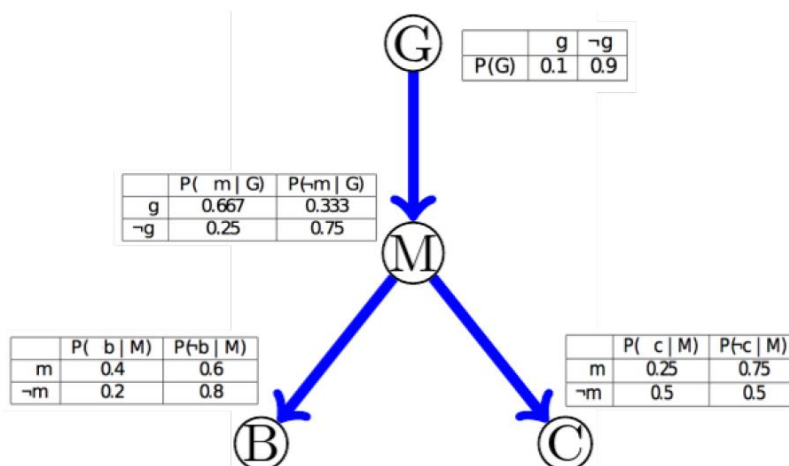 G
g ¬g
P(G) 0.1 0.9
P( m | G) P(¬m | G)
g 0.667 0.333
¬g 0.25 0.75
M
P( b | M) P(¬b | M)
m 0.4 0.6
¬m 0.2 0.8
P( c | M) P(¬c | M)
m 0.25 0.75
¬m 0.5 0.5
B
C